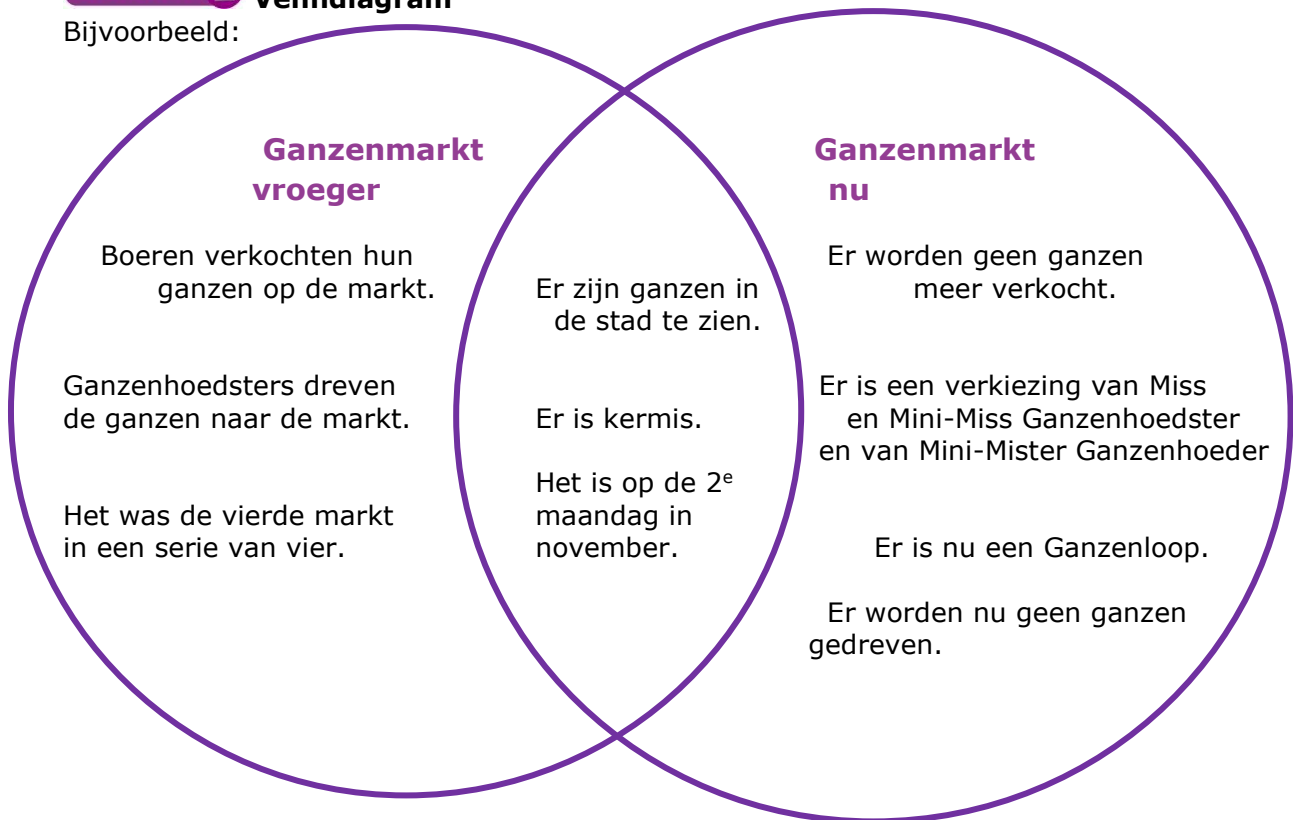 Venndiagram
Bijvoorbeeld:
Ganzenmarkt
vroeger
Boeren verkochten hun
ganzen op de markt.
Ganzenhoedsters dreven
de ganzen naar de markt.
Het was de vierde markt
in een serie van vier.
Er zijn ganzen in
de stad te zien.
Er is kermis.
Het is op de 2e
maandag in
november.
Ganzenmarkt
nu
Er worden geen ganzen
meer verkocht.
Er is een verkiezing van Miss
en Mini-Miss Ganzenhoedster
en van Mini-Mister Ganzenhoeder
Er is nu een Ganzenloop.
Er worden nu geen ganzen
gedreven.